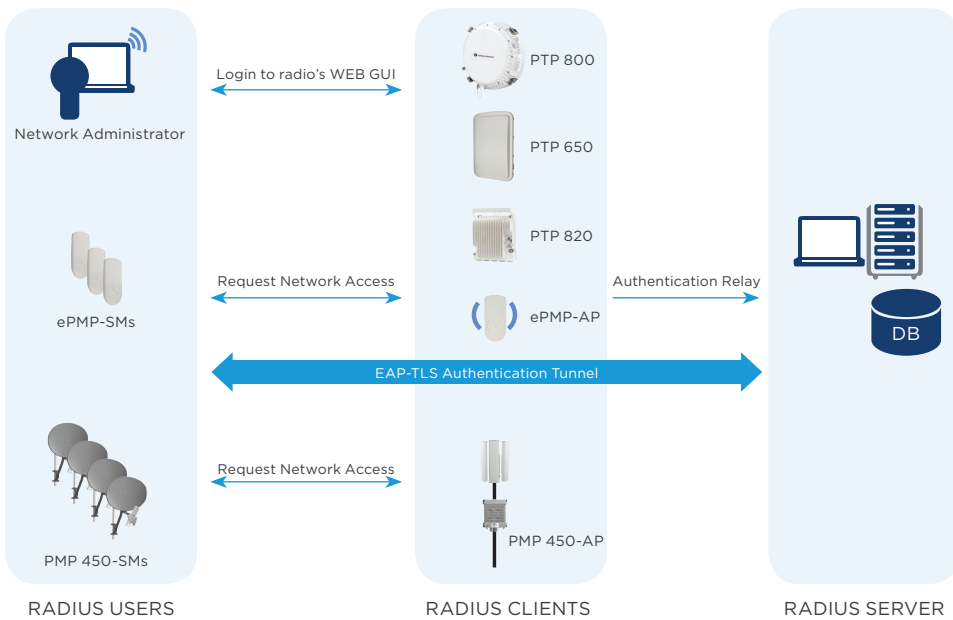 Network Administrator
ePMP-SMs
PMP 450-SMs
RADIUS USERS
Login to radio's WEB GUI
Request Network Access
EAP-TLS Authentication Tunnel
Request Network Access
PTP 800
PTP 650
PTP 820
ePMP-AP
PMP 450-AP
RADIUS CLIENTS
Authentication Relay
DB
RADIUS SERVER